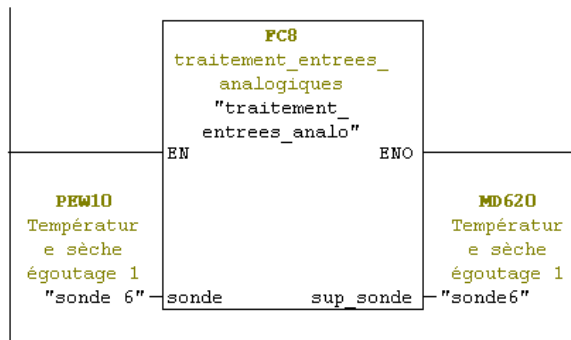 FC8
traitement_entrees_
analogiques
"traitement_
entrees_analo"
EN
ENO
PEW10
Températur
e sèche
égoutage 1
"sonde 6"
sonde
sup_sonde
MD620
Températur
e sèche
égoutage 1
"sonde6"